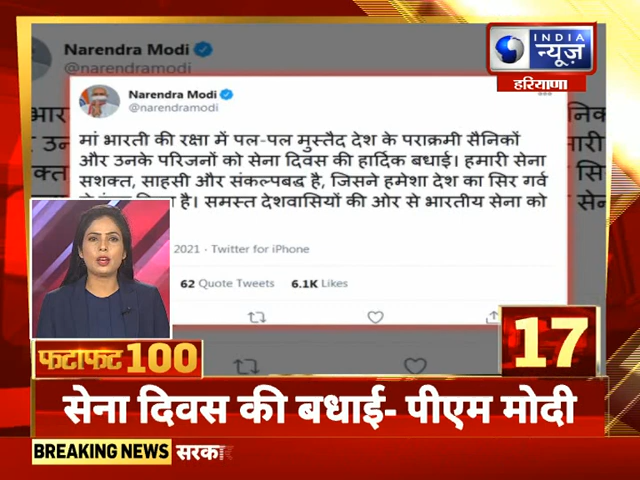 Narendra Modi
@narendramodi
INDIA
न्यूज़
हरियाणा
Narendra Modi
@narendramodi
मां भारती की रक्षा में पल-पल मुस्तैद देश के पराक्रमी सैनिकों
और उनके परिजनों को सेना दिवस की हार्दिक बधाई। हमारी सेना
सशक्त, साहसी और संकल्पबद्ध है, जिसने हमेशा देश का सिर गर्व
है। समस्त देशवासियों की ओर से भारतीय सेना को
2021 · Twitter for iPhone
62 Quote Tweets 6.1K Likes
फटाफट 100
17
सेना दिवस की बधाई- पीएम मोदी
BREAKING NEWS सरक